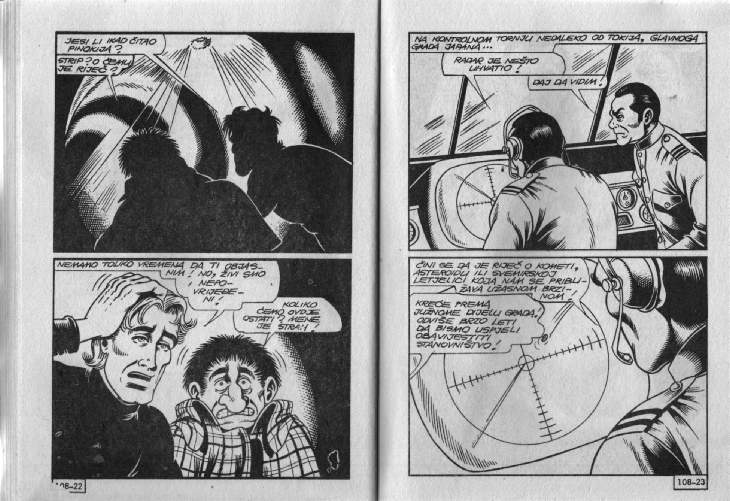 JESI LI IKAD ČITAO
PINOKIJA?
STRIP? O ČEMU
JE RIJEČ?
NEMAMO TOLIKO VREMENA DA TI OBJAS-
NIM! NO, ŽIVI SMO
I NEPO-
VRIJEĐE-
NI!
KOLIKO
ĆEMO OVDJE
OSTATI? MENE
JE STRAH!
108-22
NA KONTROLNOM TORNJU NEDALEKO OD TOKIJA, GLAVNOGA
GRADA JAPANA...
RADAR JE NEŠTO
UHVATIO!
DAJ DA VIDIM!
ČINI SE DA JE RIJEČ O KOMETI,
ASTEROIDU ILI SVEMIRSKOJ
LETJELICI KOJA NAM SE PRIBLI-
ŽAVA UŽASNOM BRZI-
NOM!
KREĆE PREMA
JUŽNOME DIJELU GRADA!
ODVIŠE BRZO LETI
DA BISMO USPJELI
OBAVIJESTITI
STANOVNIŠTVO!
108-23